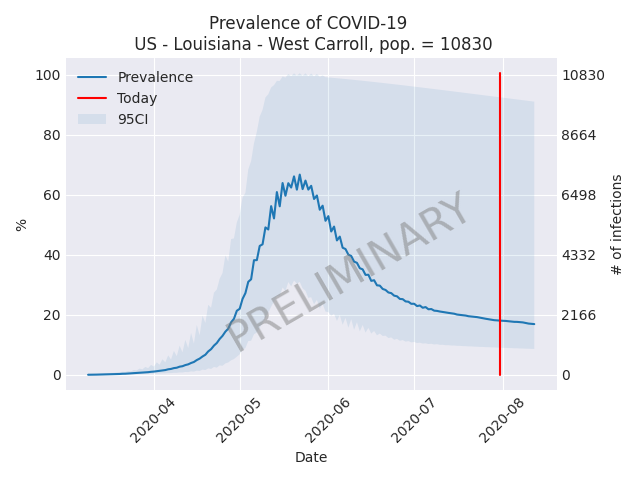 Prevalence of COVID-19
US - Louisiana - West Carroll, pop. = 10830
Prevalence
Today
95CI
100
80
60
40
20
0
%
10830
8664
6498
4332
2166
0
# of infections
PRELIMINARY
2020-04
2020-05
2020-06
2020-07
2020-08
Date